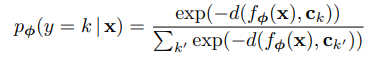 p_ϕ(y = k | x) = exp(−d(f_ϕ(x), c_k)) / ∑_{k′} exp(−d(f_ϕ(x), c_{k′}))